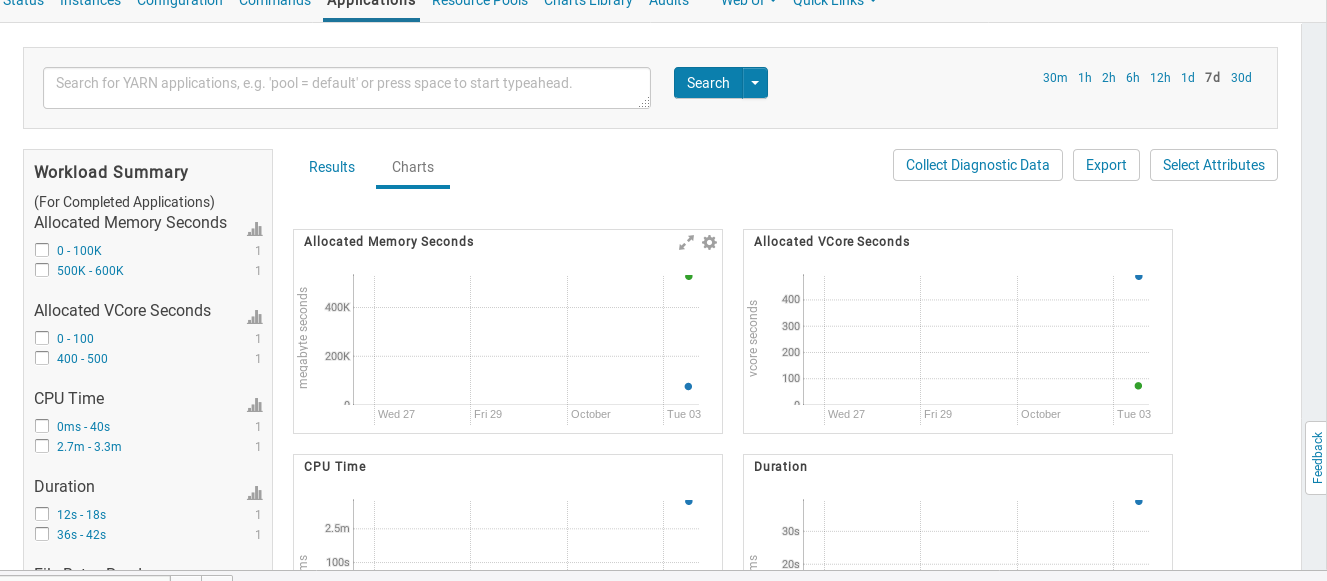 Status Instances Configuration Commands Applications Resource Pools Charts Library Audits Web UI Quick Links
Search for YARN applications, e.g. 'pool = default' or press space to start typeahead.
Search
30m 1h 2h 6h 12h 1d 7d 30d
Workload Summary
(For Completed Applications)
Allocated Memory Seconds
0 - 100K 1
500K - 600K 1
Allocated VCore Seconds
0 - 100 1
400 - 500 1
CPU Time
0ms - 40s 1
2.7m - 3.3m 1
Duration
12s - 18s 1
36s - 42s 1
Results Charts
Collect Diagnostic Data Export Select Attributes
Allocated Memory Seconds
megabyte seconds
400K
200K
0
Wed 27 Fri 29 October Tue 03
Allocated VCore Seconds
vcore seconds
400
300
200
100
0
Wed 27 Fri 29 October Tue 03
CPU Time
ms
2.5m
100s
Duration
ms
30s
20s
Feedback